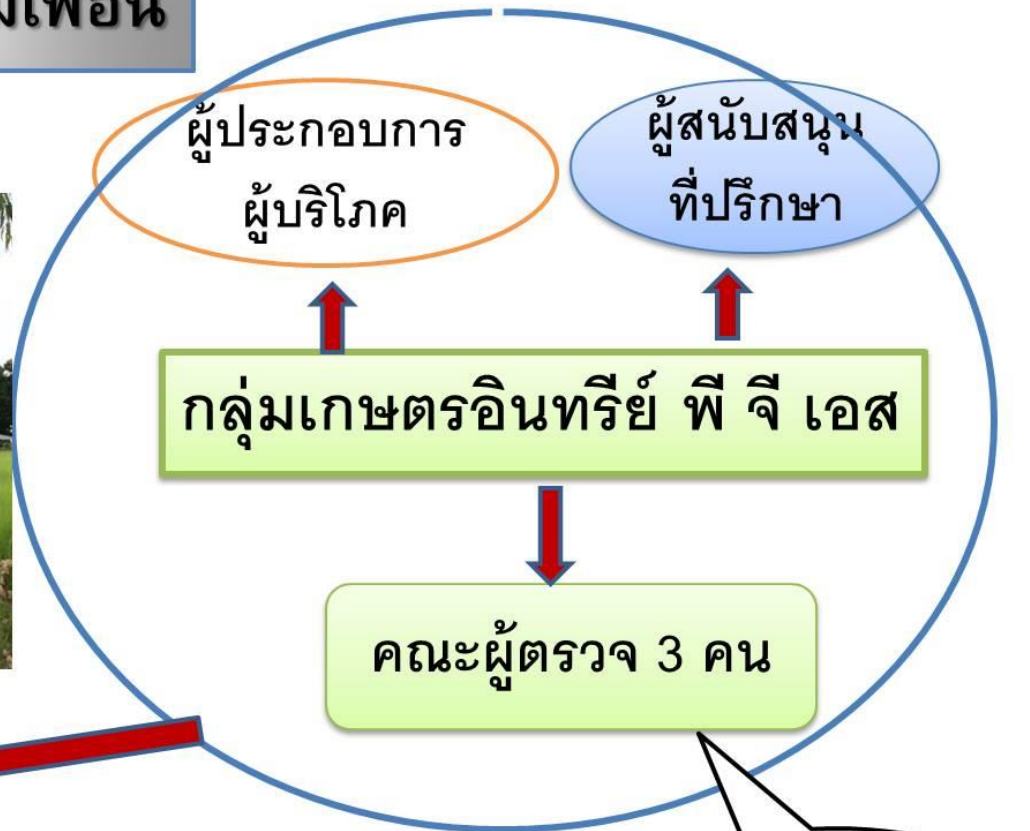 ผู้ประกอบการ
ผู้บริโภค
ผู้สนับสนุน
ที่ปรึกษา
กลุ่มเกษตรอินทรีย์ พี จี เอส
คณะผู้ตรวจ 3 คน